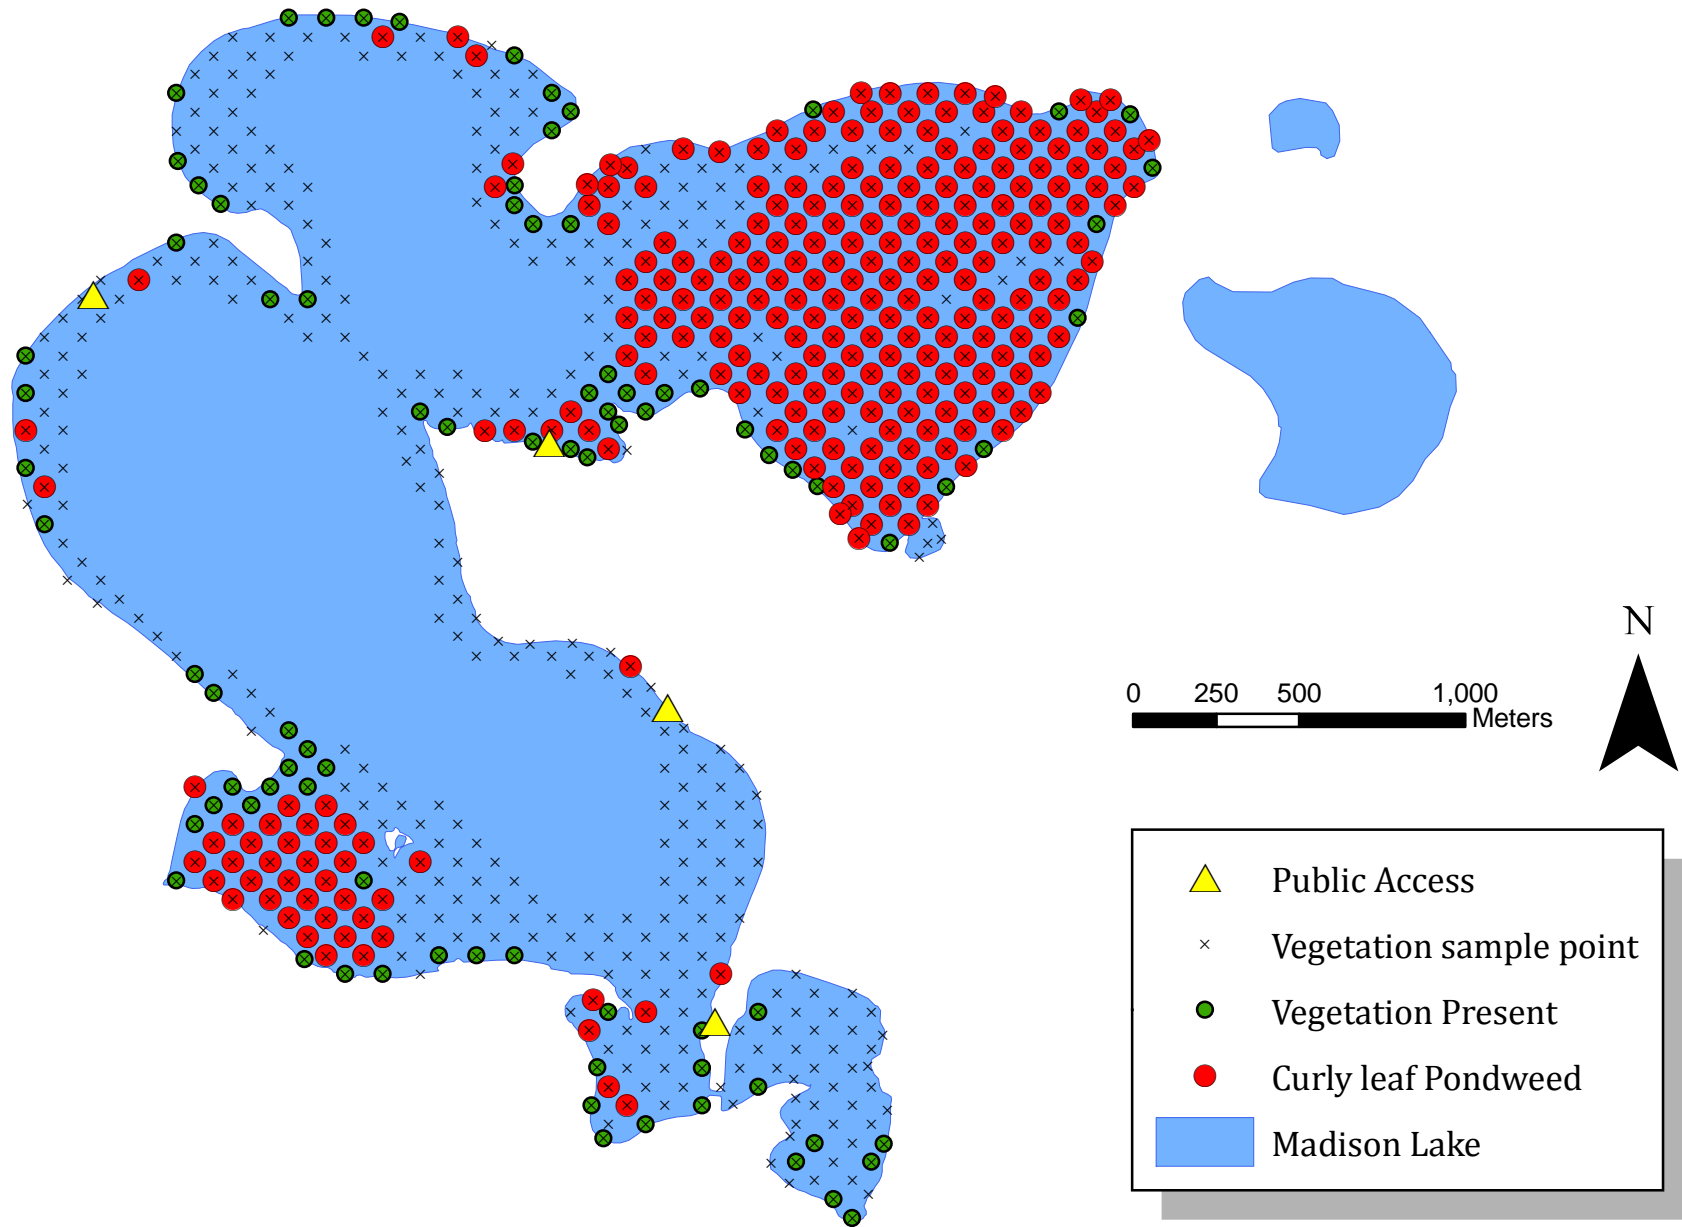 N
0 250 500 1,000
Meters
Public Access
Vegetation sample point
Vegetation Present
Curly leaf Pondweed
Madison Lake